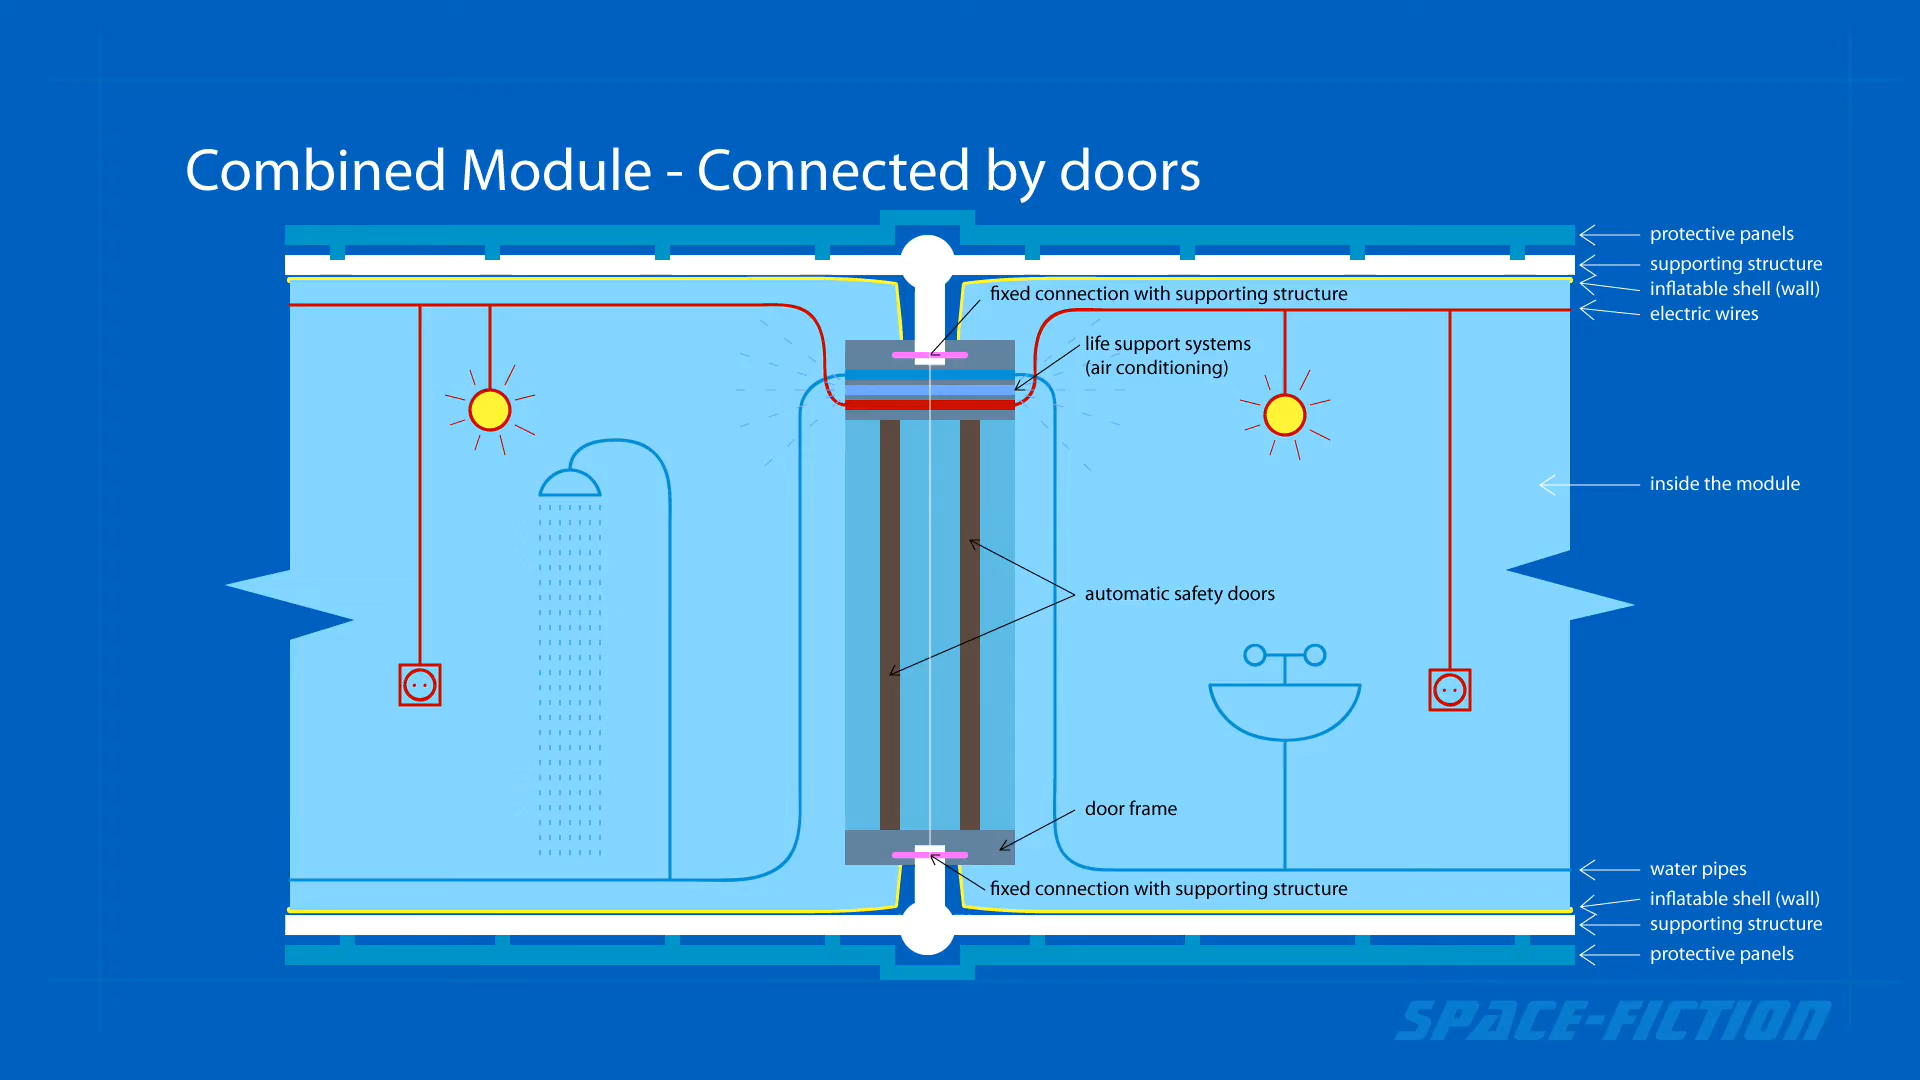 Combined Module - Connected by doors
protective panels
supporting structure
inflatable shell (wall)
electric wires
fixed connection with supporting structure
life support systems
(air conditioning)
inside the module
automatic safety doors
door frame
water pipes
fixed connection with supporting structure
inflatable shell (wall)
supporting structure
protective panels
SPACE-FICTION